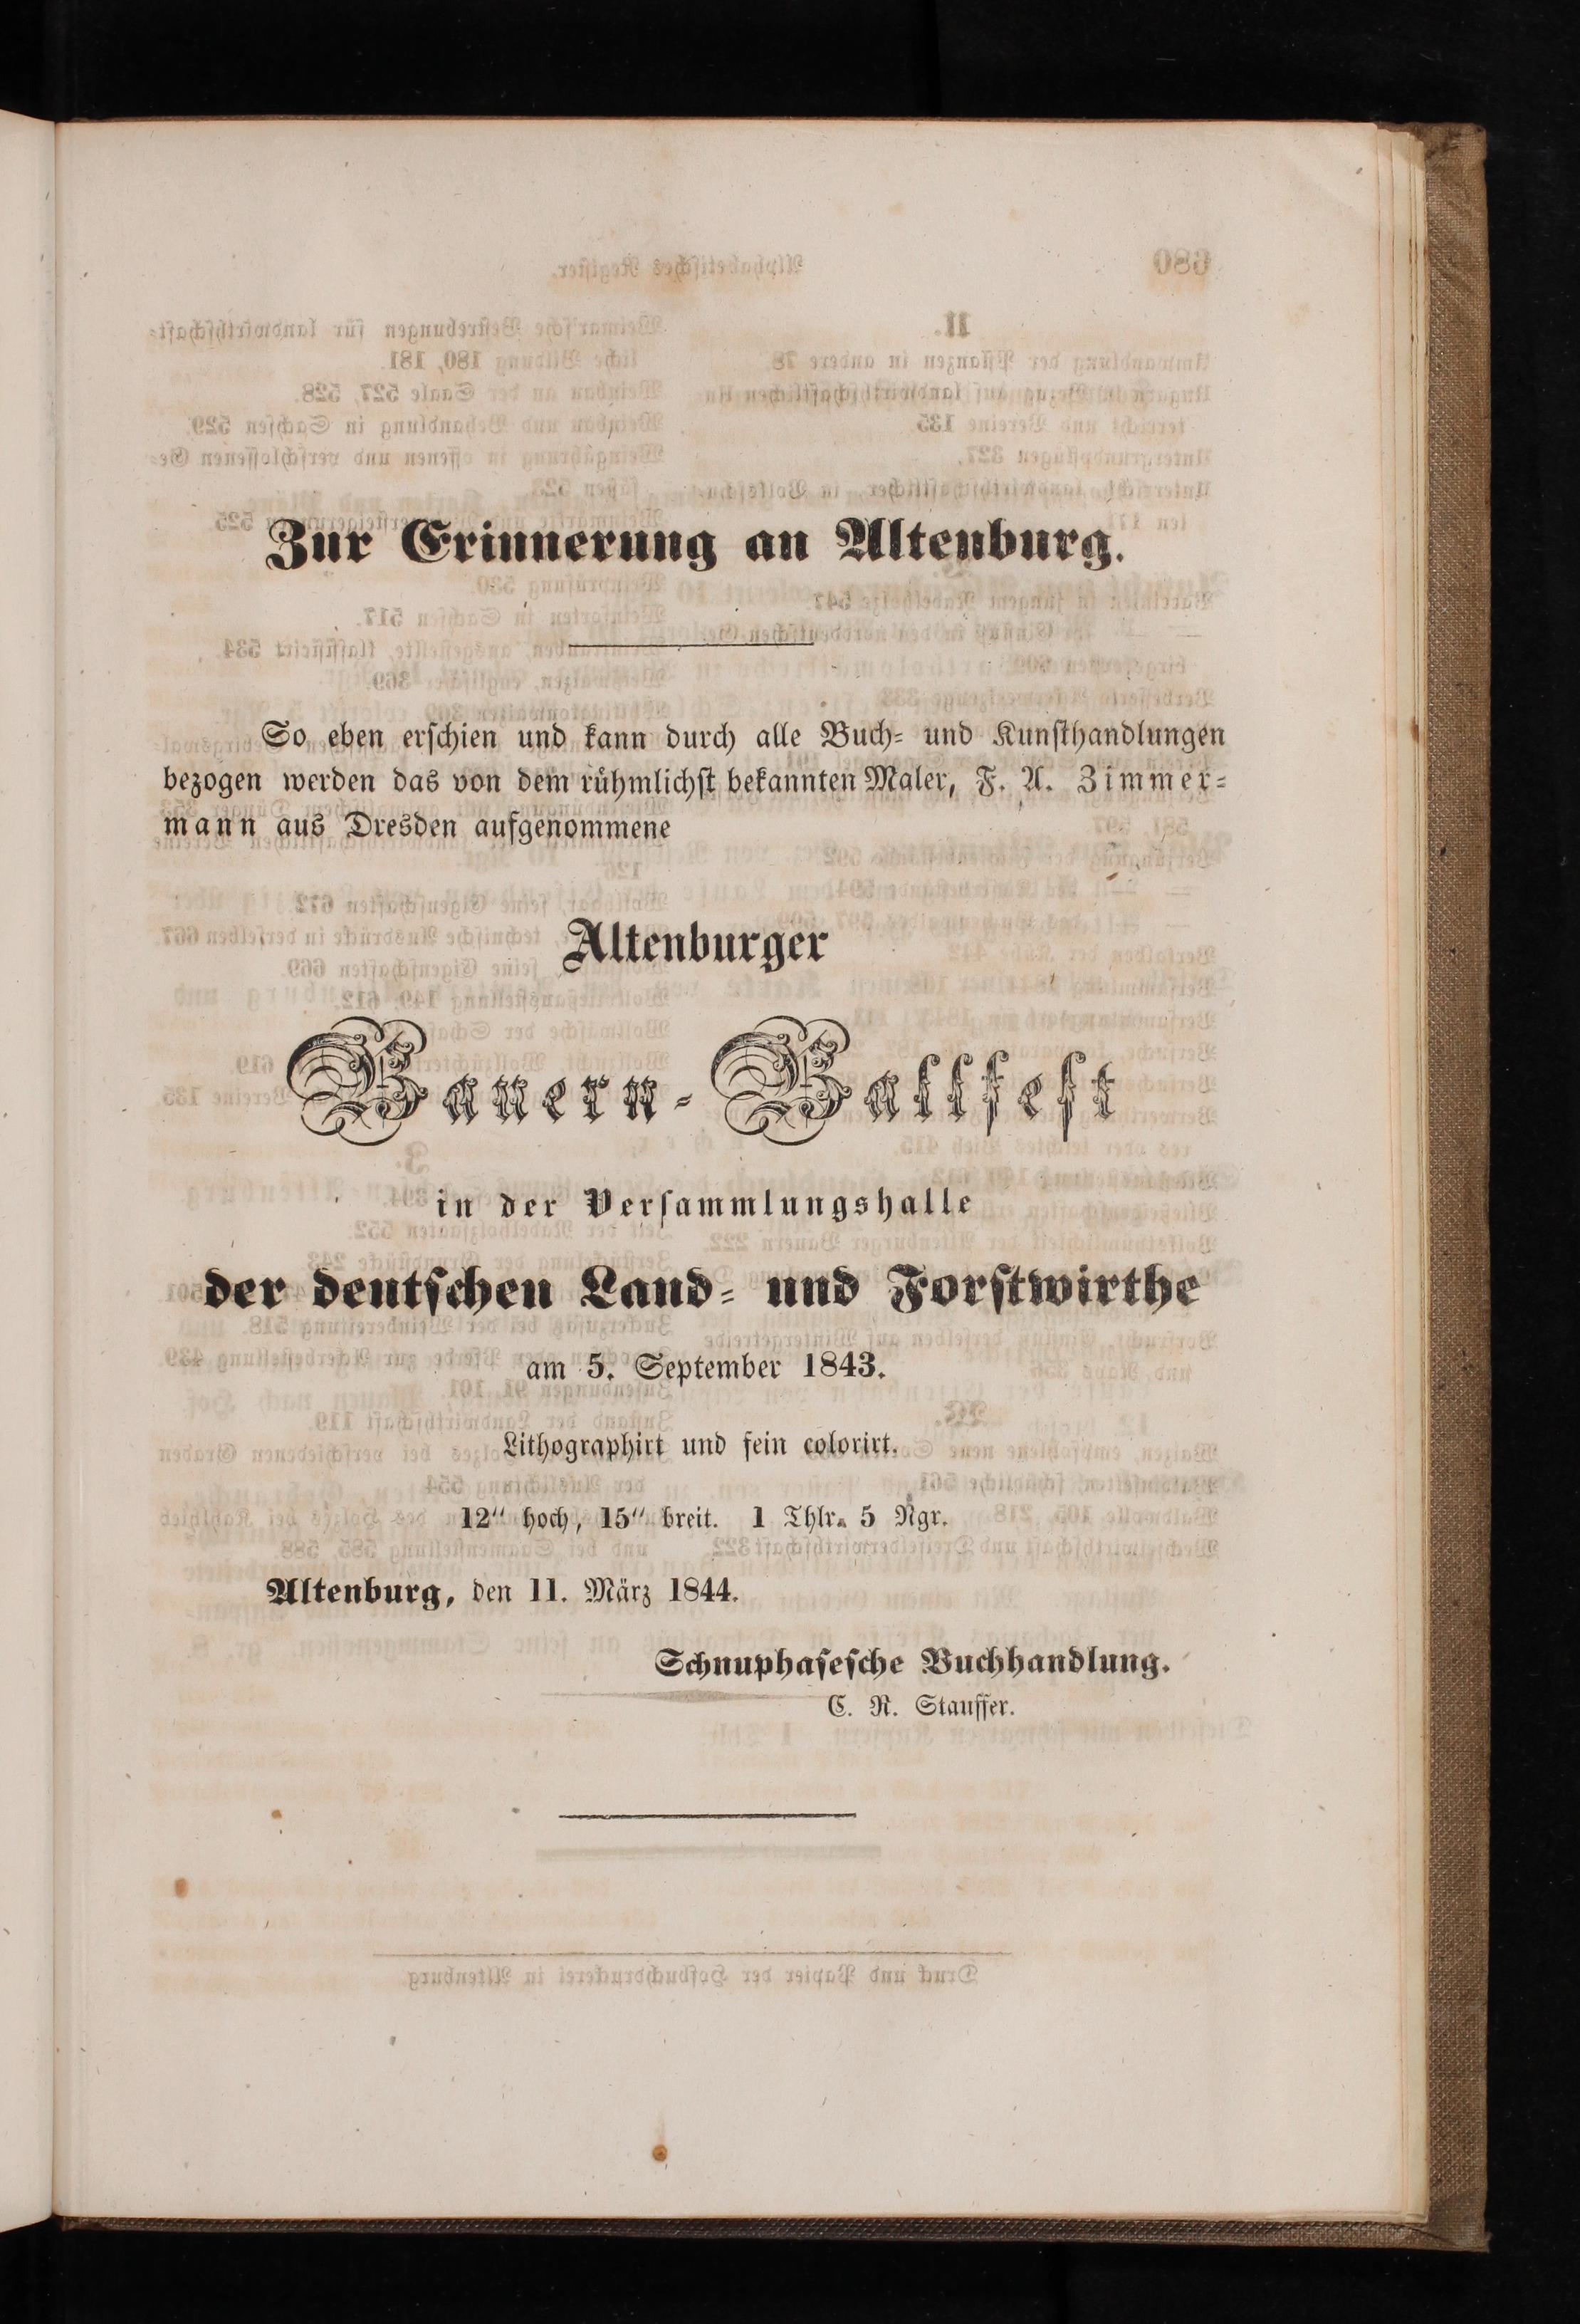 Zur Erinnerung an Altenburg.
So eben erschien und kann durch alle Buch- und Kunsthandlungen
bezogen werden das von dem rühmlichst bekannten Maler, F. A. Zimmer-
mann aus Dresden aufgenommene
Altenburger
Bauern-Ballfest
in der Versammlungshalle
der deutschen Land- und Forstwirthe
am 5. September 1843.
Lithographirt und fein colorirt.
12" hoch, 15" breit. 1 Thlr. 5 Ngr.
Altenburg, den 11. März 1844.
Schnuphasesche Buchhandlung.
C. R. Stauffer.